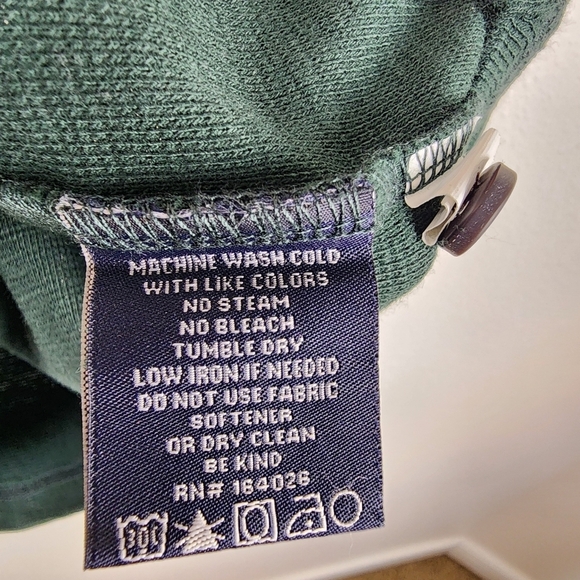 MACHINE WASH COLD
WITH LIKE COLORS
NO STEAM
NO BLEACH
TUMBLE DRY
LOW IRON IF NEEDED
DO NOT USE FABRIC
SOFTENER
OR DRY CLEAN
BE KIND
RN# 164026
30C